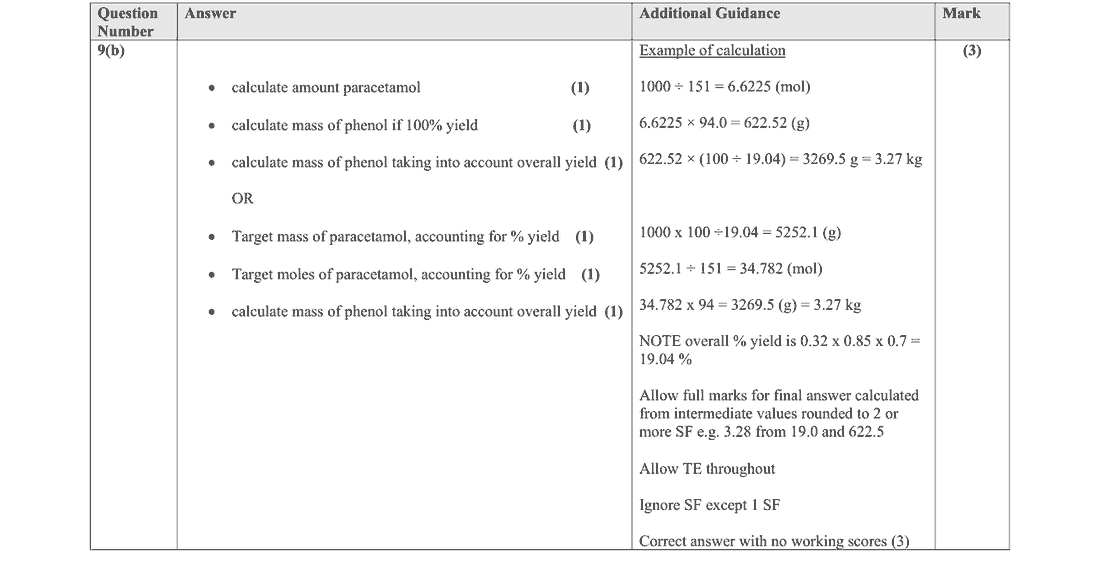 Question Number
Answer
Additional Guidance
Mark
9(b)
Example of calculation
(3)
• calculate amount paracetamol (1)
1000 ÷ 151 = 6.6225 (mol)
• calculate mass of phenol if 100% yield (1)
6.6225 × 94.0 = 622.52 (g)
• calculate mass of phenol taking into account overall yield (1)
622.52 × (100 ÷ 19.04) = 3269.5 g = 3.27 kg
OR
• Target mass of paracetamol, accounting for % yield (1)
1000 x 100 ÷19.04 = 5252.1 (g)
• Target moles of paracetamol, accounting for % yield (1)
5252.1 ÷ 151 = 34.782 (mol)
• calculate mass of phenol taking into account overall yield (1)
34.782 x 94 = 3269.5 (g) = 3.27 kg
NOTE overall % yield is 0.32 x 0.85 x 0.7 =
19.04 %
Allow full marks for final answer calculated
from intermediate values rounded to 2 or
more SF e.g. 3.28 from 19.0 and 622.5
Allow TE throughout
Ignore SF except 1 SF
Correct answer with no working scores (3)